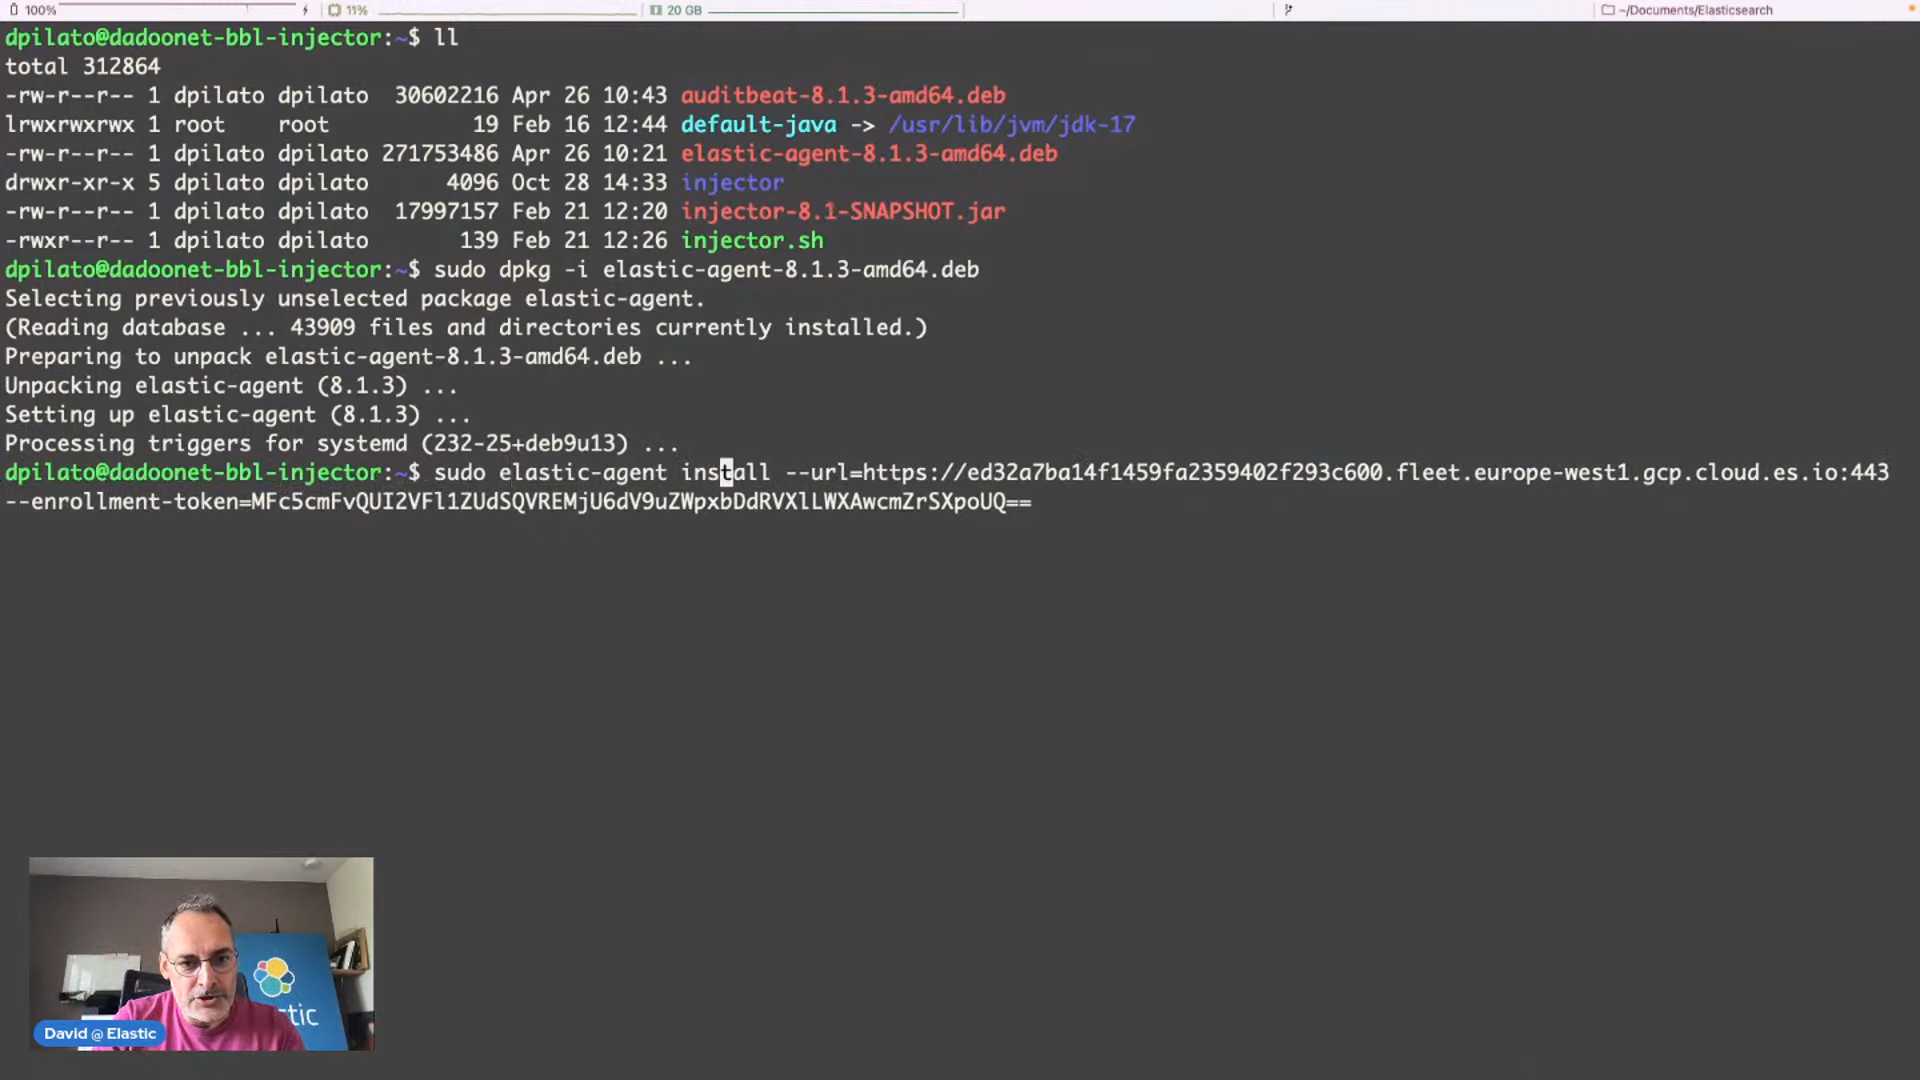 100% 11% 20 GB ~/Documents/Elasticsearch
dpilato@dadoonet-bbl-injector:~$ ll
total 312864
-rw-r--r-- 1 dpilato dpilato  30602216 Apr 26 10:43 auditbeat-8.1.3-amd64.deb
lrwxrwxrwx 1 root    root           19 Feb 16 12:44 default-java -> /usr/lib/jvm/jdk-17
-rw-r--r-- 1 dpilato dpilato 271753486 Apr 26 10:21 elastic-agent-8.1.3-amd64.deb
drwxr-xr-x 5 dpilato dpilato      4096 Oct 28 14:33 injector
-rw-r--r-- 1 dpilato dpilato  17997157 Feb 21 12:20 injector-8.1-SNAPSHOT.jar
-rwxr--r-- 1 dpilato dpilato       139 Feb 21 12:26 injector.sh
dpilato@dadoonet-bbl-injector:~$ sudo dpkg -i elastic-agent-8.1.3-amd64.deb
Selecting previously unselected package elastic-agent.
(Reading database ... 43909 files and directories currently installed.)
Preparing to unpack elastic-agent-8.1.3-amd64.deb ...
Unpacking elastic-agent (8.1.3) ...
Setting up elastic-agent (8.1.3) ...
Processing triggers for systemd (232-25+deb9u13) ...
dpilato@dadoonet-bbl-injector:~$ sudo elastic-agent install --url=https://ed32a7ba14f1459fa2359402f293c600.fleet.europe-west1.gcp.cloud.es.io:443
--enrollment-token=MFc5cmFvQUI2VFl1ZUdSQVREMjU6dV9uZWpxbDdRVXlLWXAwcmZrSXpoUQ==
stic
David @ Elastic